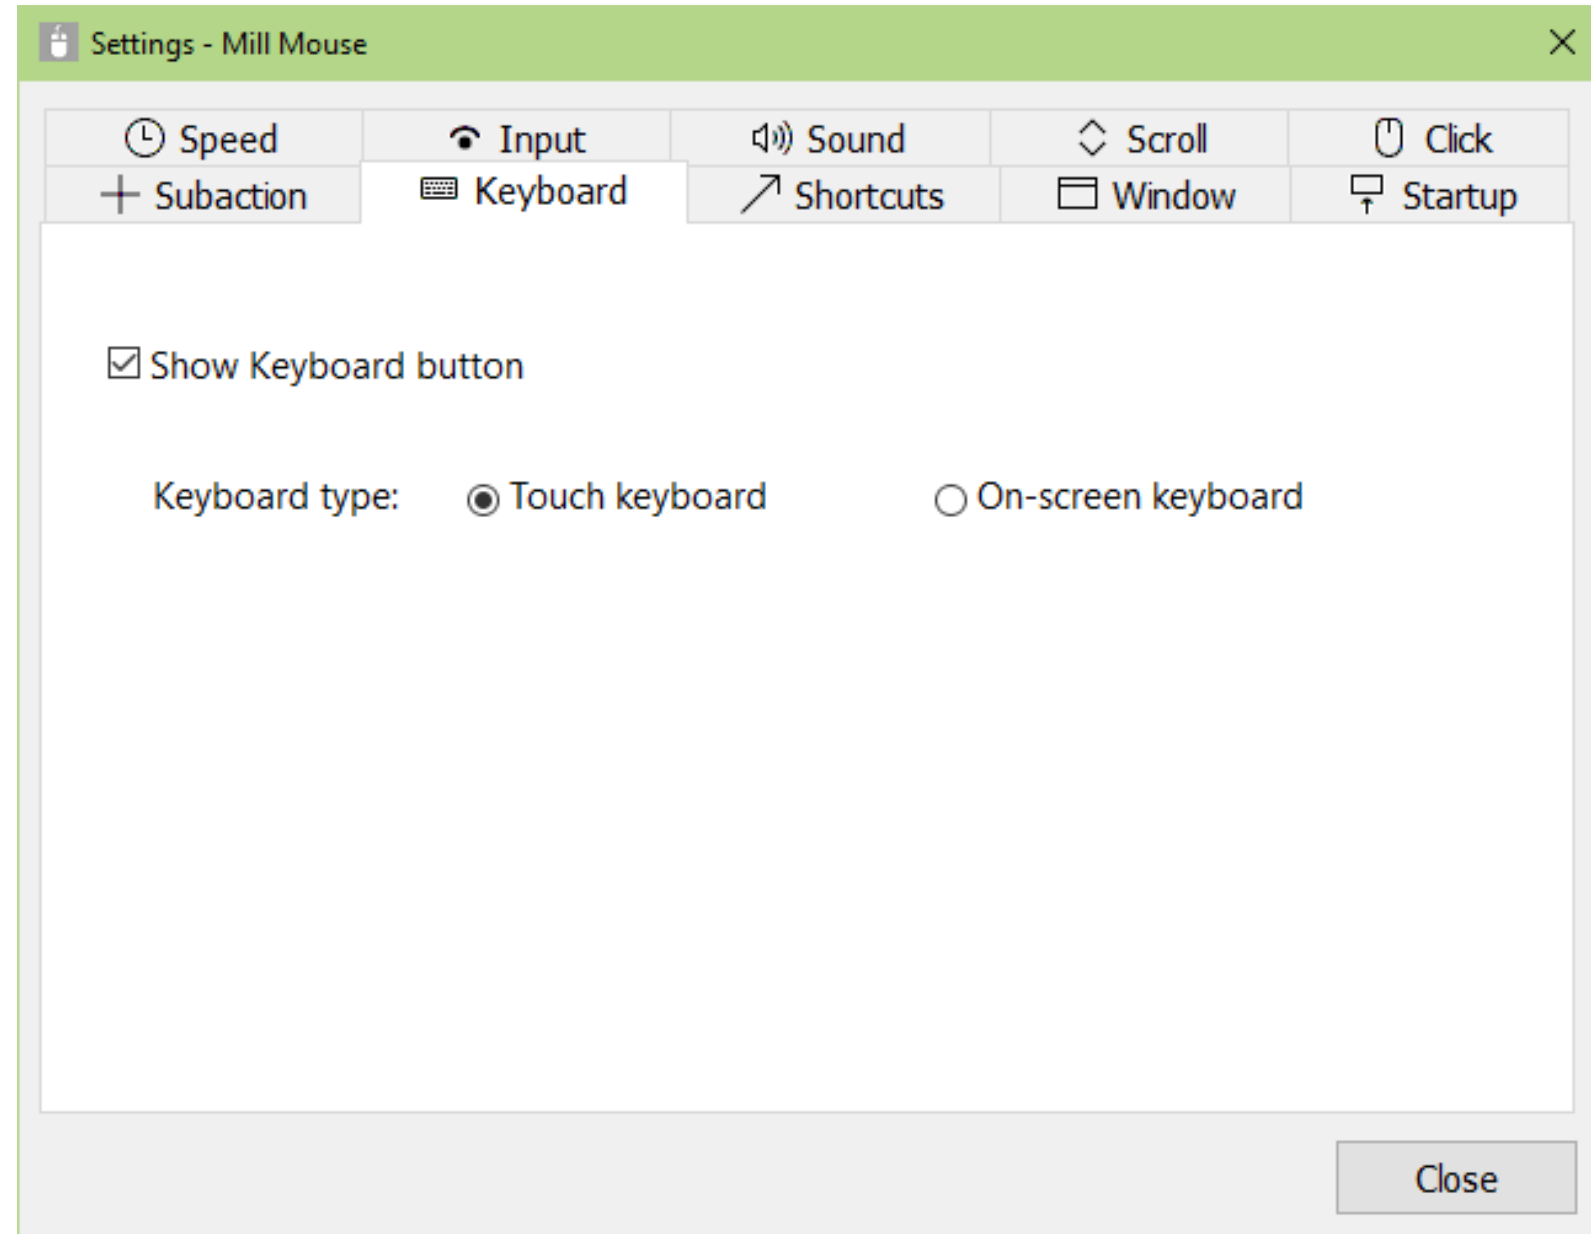 Settings - Mill Mouse
Speed Input Sound Scroll Click
Subaction Keyboard Shortcuts Window Startup
Show Keyboard button
Keyboard type: Touch keyboard On-screen keyboard
Close